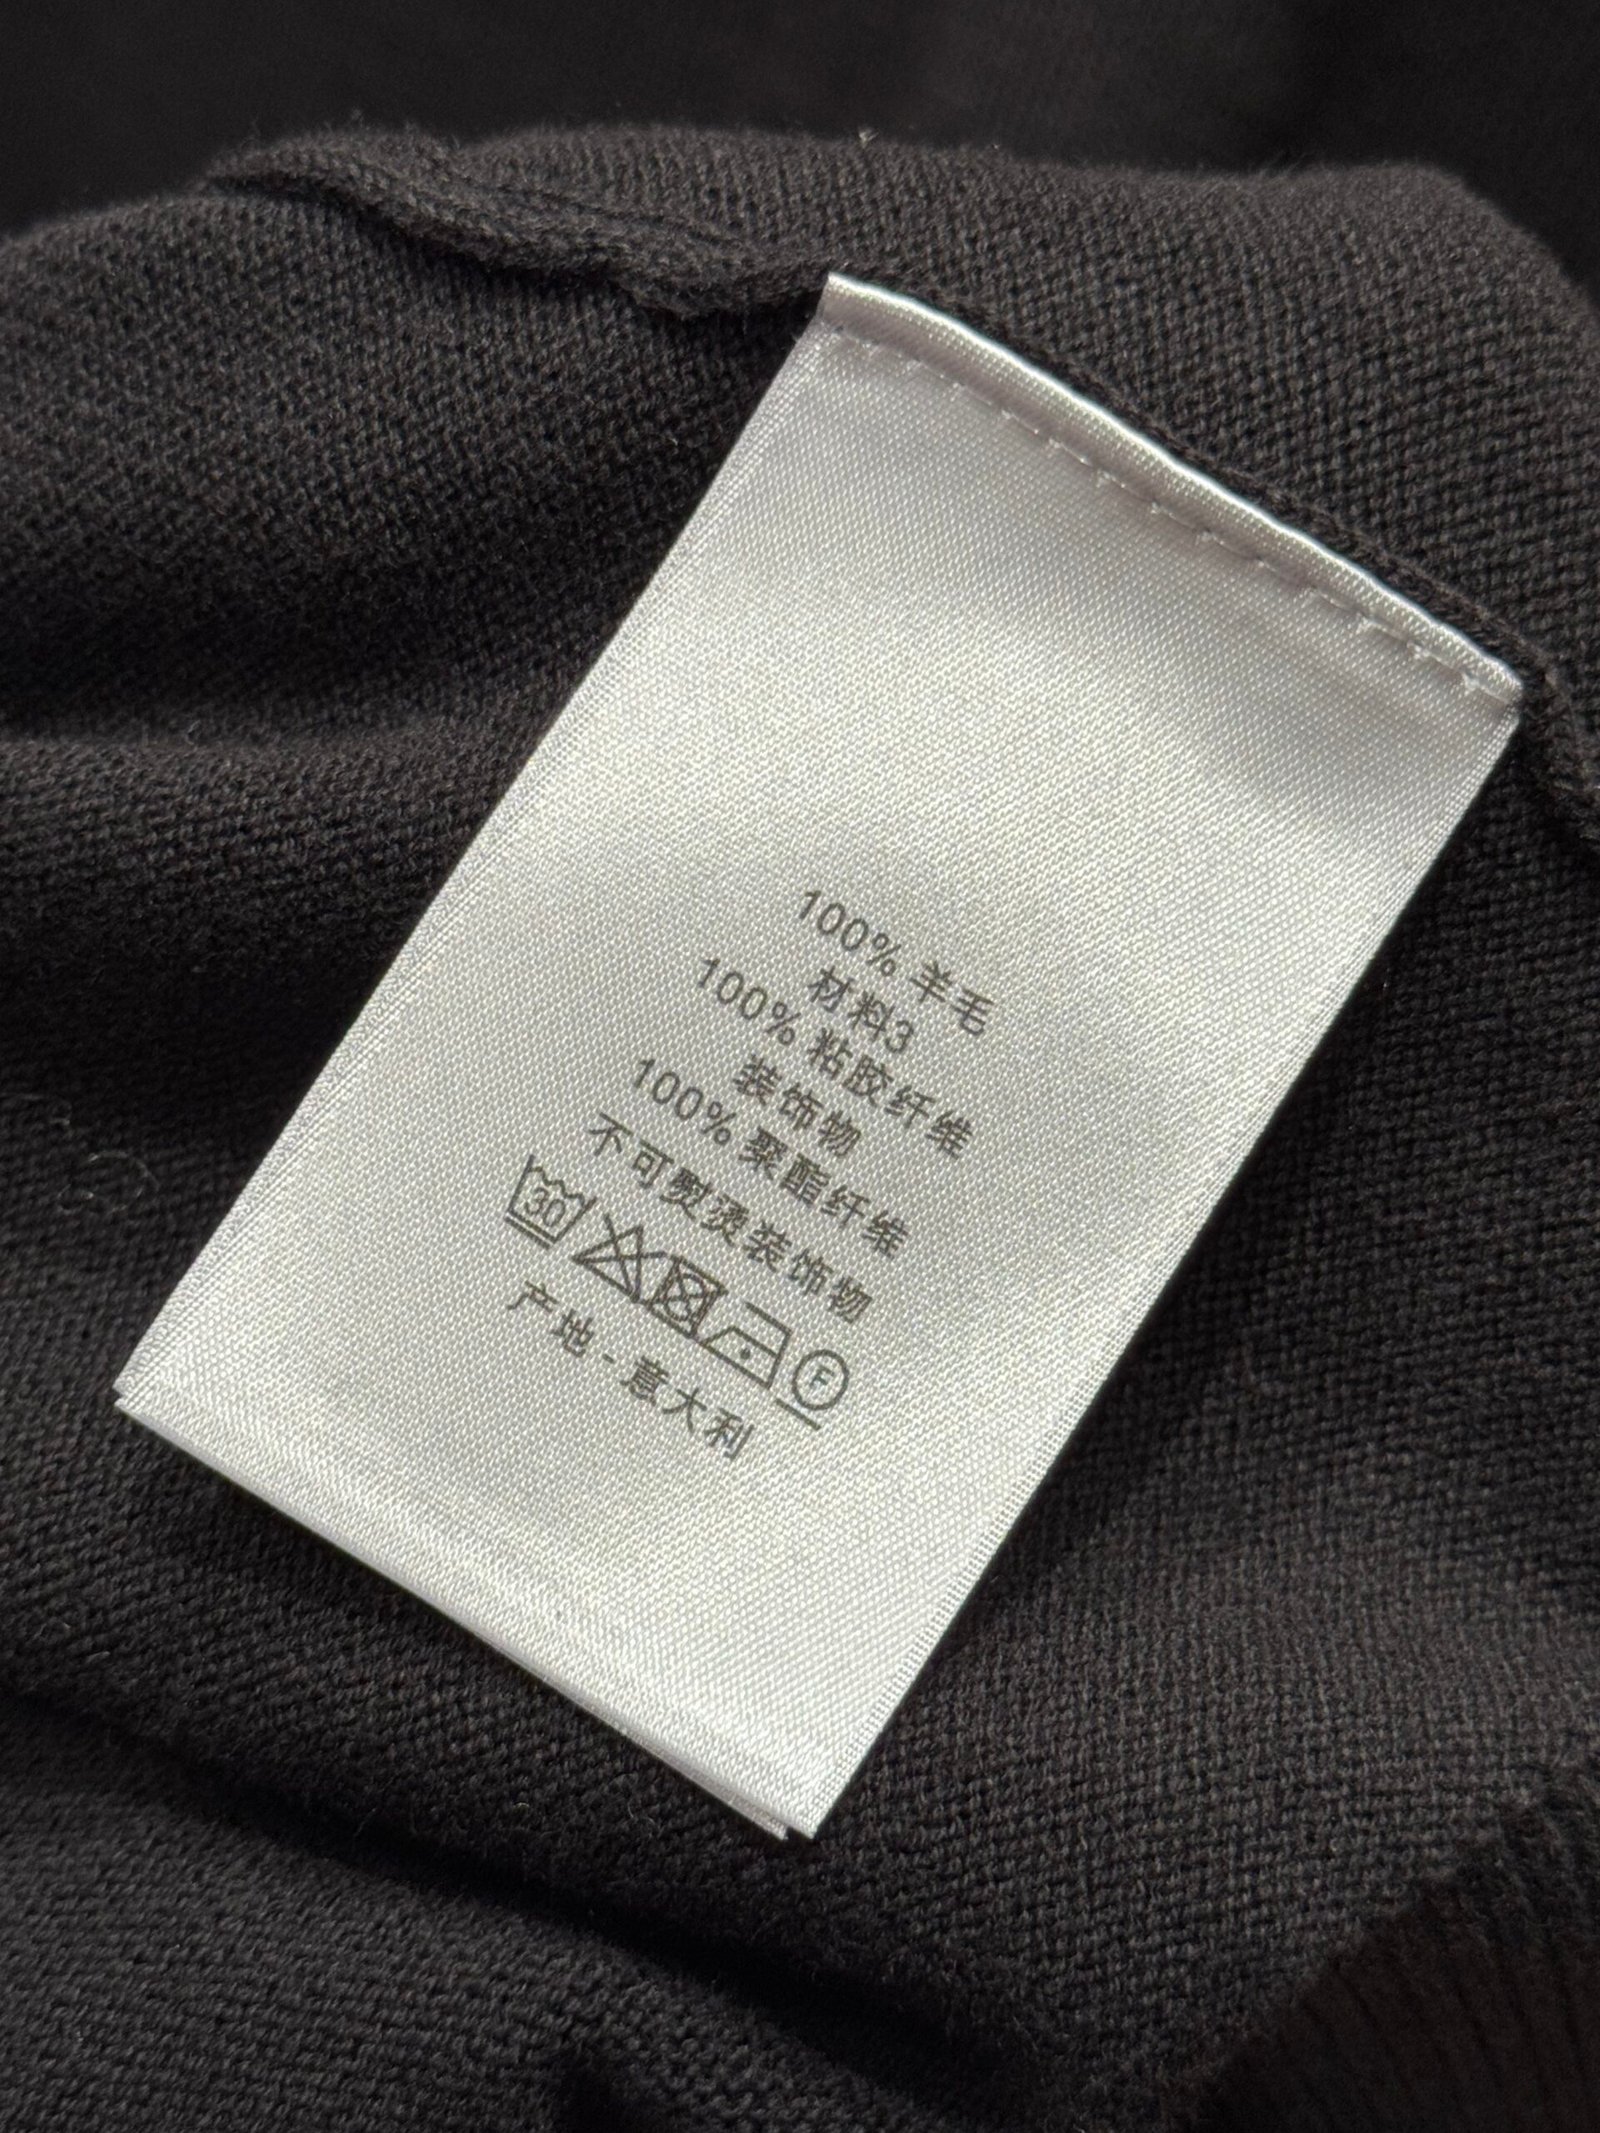 100% 羊毛
材料3
100% 粘胶纤维
装饰物
100% 聚酯纤维
不可熨烫装饰物
30 F
产地 - 意大利